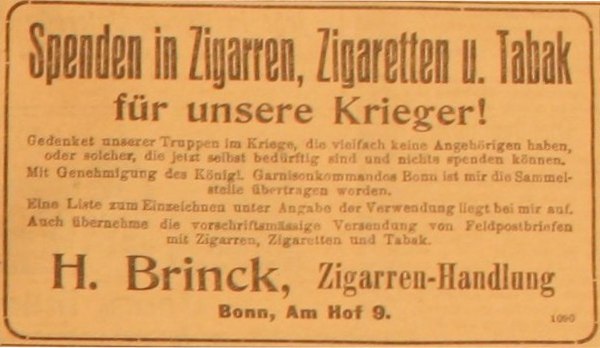 Spenden in Zigarren, Zigaretten u. Tabak
für unsere Krieger!
Gedenket unserer Truppen im Kriege, die vielfach keine Angehörigen haben,
oder solcher, die jetzt selbst bedürftig sind und nichts spenden können.
Mit Genehmigung des Königl. Garnisonkommandos Bonn ist mir die Sammel-
stelle übertragen worden.
Eine Liste zum Einzeichnen unter Angabe der Verwendung liegt bei mir auf.
Auch übernehme die vorschriftsmässige Versendung von Feldpostbriefen
mit Zigarren, Zigaretten und Tabak.
H. Brinck, Zigarren-Handlung
Bonn, Am Hof 9.